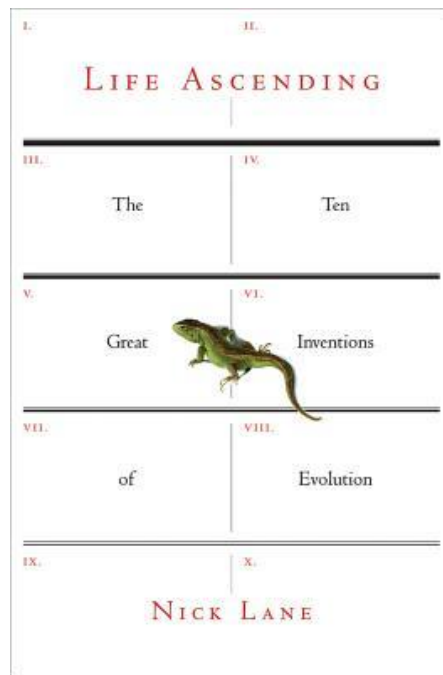 I. II.
LIFE ASCENDING
III. IV.
The Ten
V. VI.
Great Inventions
VII. VIII.
of Evolution
IX. X.
NICK LANE